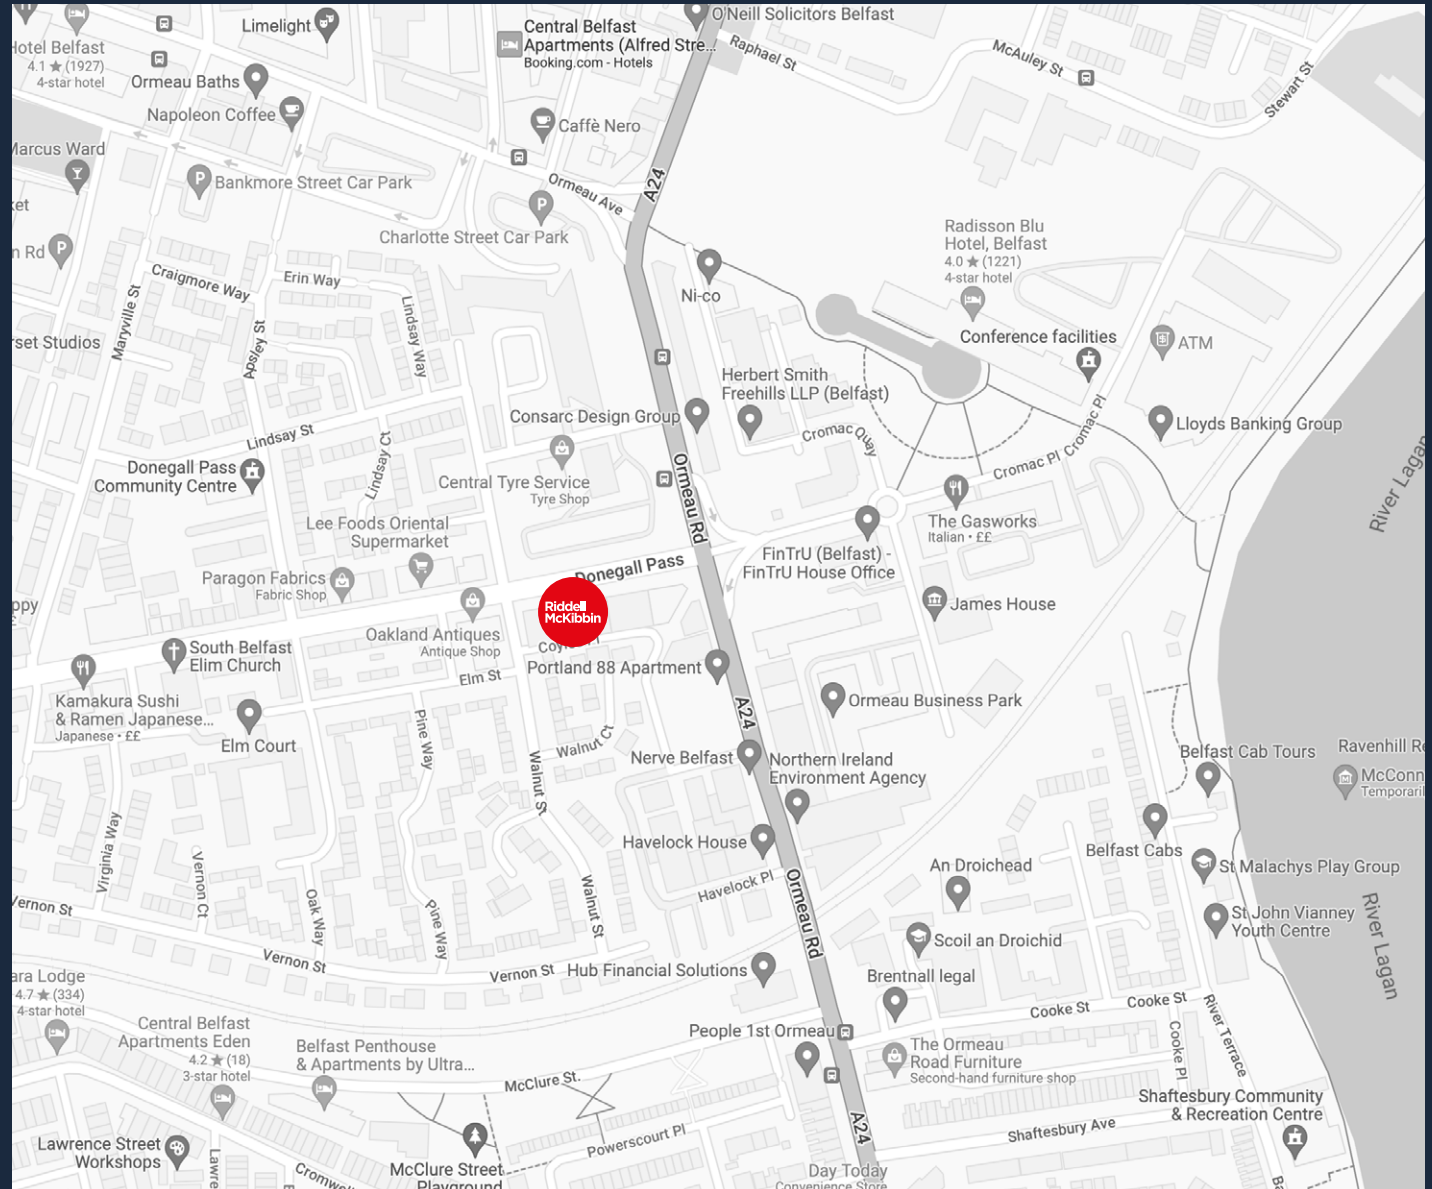 O'Neill Solicitors Belfast
Limelight
Central Belfast
Apartments (Alfred Stre...
Booking.com - Hotels
Raphael St
McAuley St
Stewart St
Hotel Belfast
4.1 ★ (1927)
4-star hotel
Ormeau Baths
Napoleon Coffee
Caffè Nero
Marcus Ward
Bankmore Street Car Park
Ormeau Ave
A24
Charlotte Street Car Park
ket
n Rd
Radisson Blu
Hotel, Belfast
4.0 ★ (1221)
4-star hotel
Craigmore Way
Erin Way
Ni-co
Maryville St
Apsley St
Lindsay Way
rset Studios
Conference facilities
ATM
Herbert Smith
Freehills LLP (Belfast)
Consarc Design Group
Cromac Quay
Cromac Pl
Cromac Pl
Lloyds Banking Group
Lindsay St
Lindsay Ct
Donegall Pass
Community Centre
Central Tyre Service
Tyre Shop
Ormeau Rd
River Lagan
Lee Foods Oriental
Supermarket
The Gasworks
Italian • ££
FinTrU (Belfast) -
FinTrU House Office
Donegall Pass
Paragon Fabrics
Fabric Shop
Riddell
McKibbin
James House
ppy
Oakland Antiques
Antique Shop
South Belfast
Elim Church
Portland 88 Apartment
Elm St
Kamakura Sushi
& Ramen Japanese...
Japanese • ££
Ormeau Business Park
A24
Elm Court
Pine Way
Walnut Ct
Walnut St
Nerve Belfast
Northern Ireland
Environment Agency
Belfast Cab Tours
Ravenhill Re
McConn
Temporaril
Havelock House
Belfast Cabs
Virginia Way
Vernon Ct
Oak Way
Pine Way
Walnut St
Havelock Pl
Ormeau Rd
An Droichead
St Malachys Play Group
Vernon St
Scoil an Droichid
St John Vianney
Youth Centre
River Lagan
Vernon St
Vernon St
Hub Financial Solutions
Brentnall legal
ara Lodge
4.7 ★ (334)
4-star hotel
Cooke St
Cooke St
River Terrace
Cooke Pl
Central Belfast
Apartments Eden
4.2 ★ (18)
3-star hotel
Belfast Penthouse
& Apartments by Ultra...
People 1st Ormeau
The Ormeau
Road Furniture
Second-hand furniture shop
McClure St.
Shaftesbury Community
& Recreation Centre
A24
Shaftesbury Ave
Powerscourt Pl
Lawrence Street
Workshops
Lawre
Cromwe
McClure Street
Playground
Day Today
Convenience Store
Ba